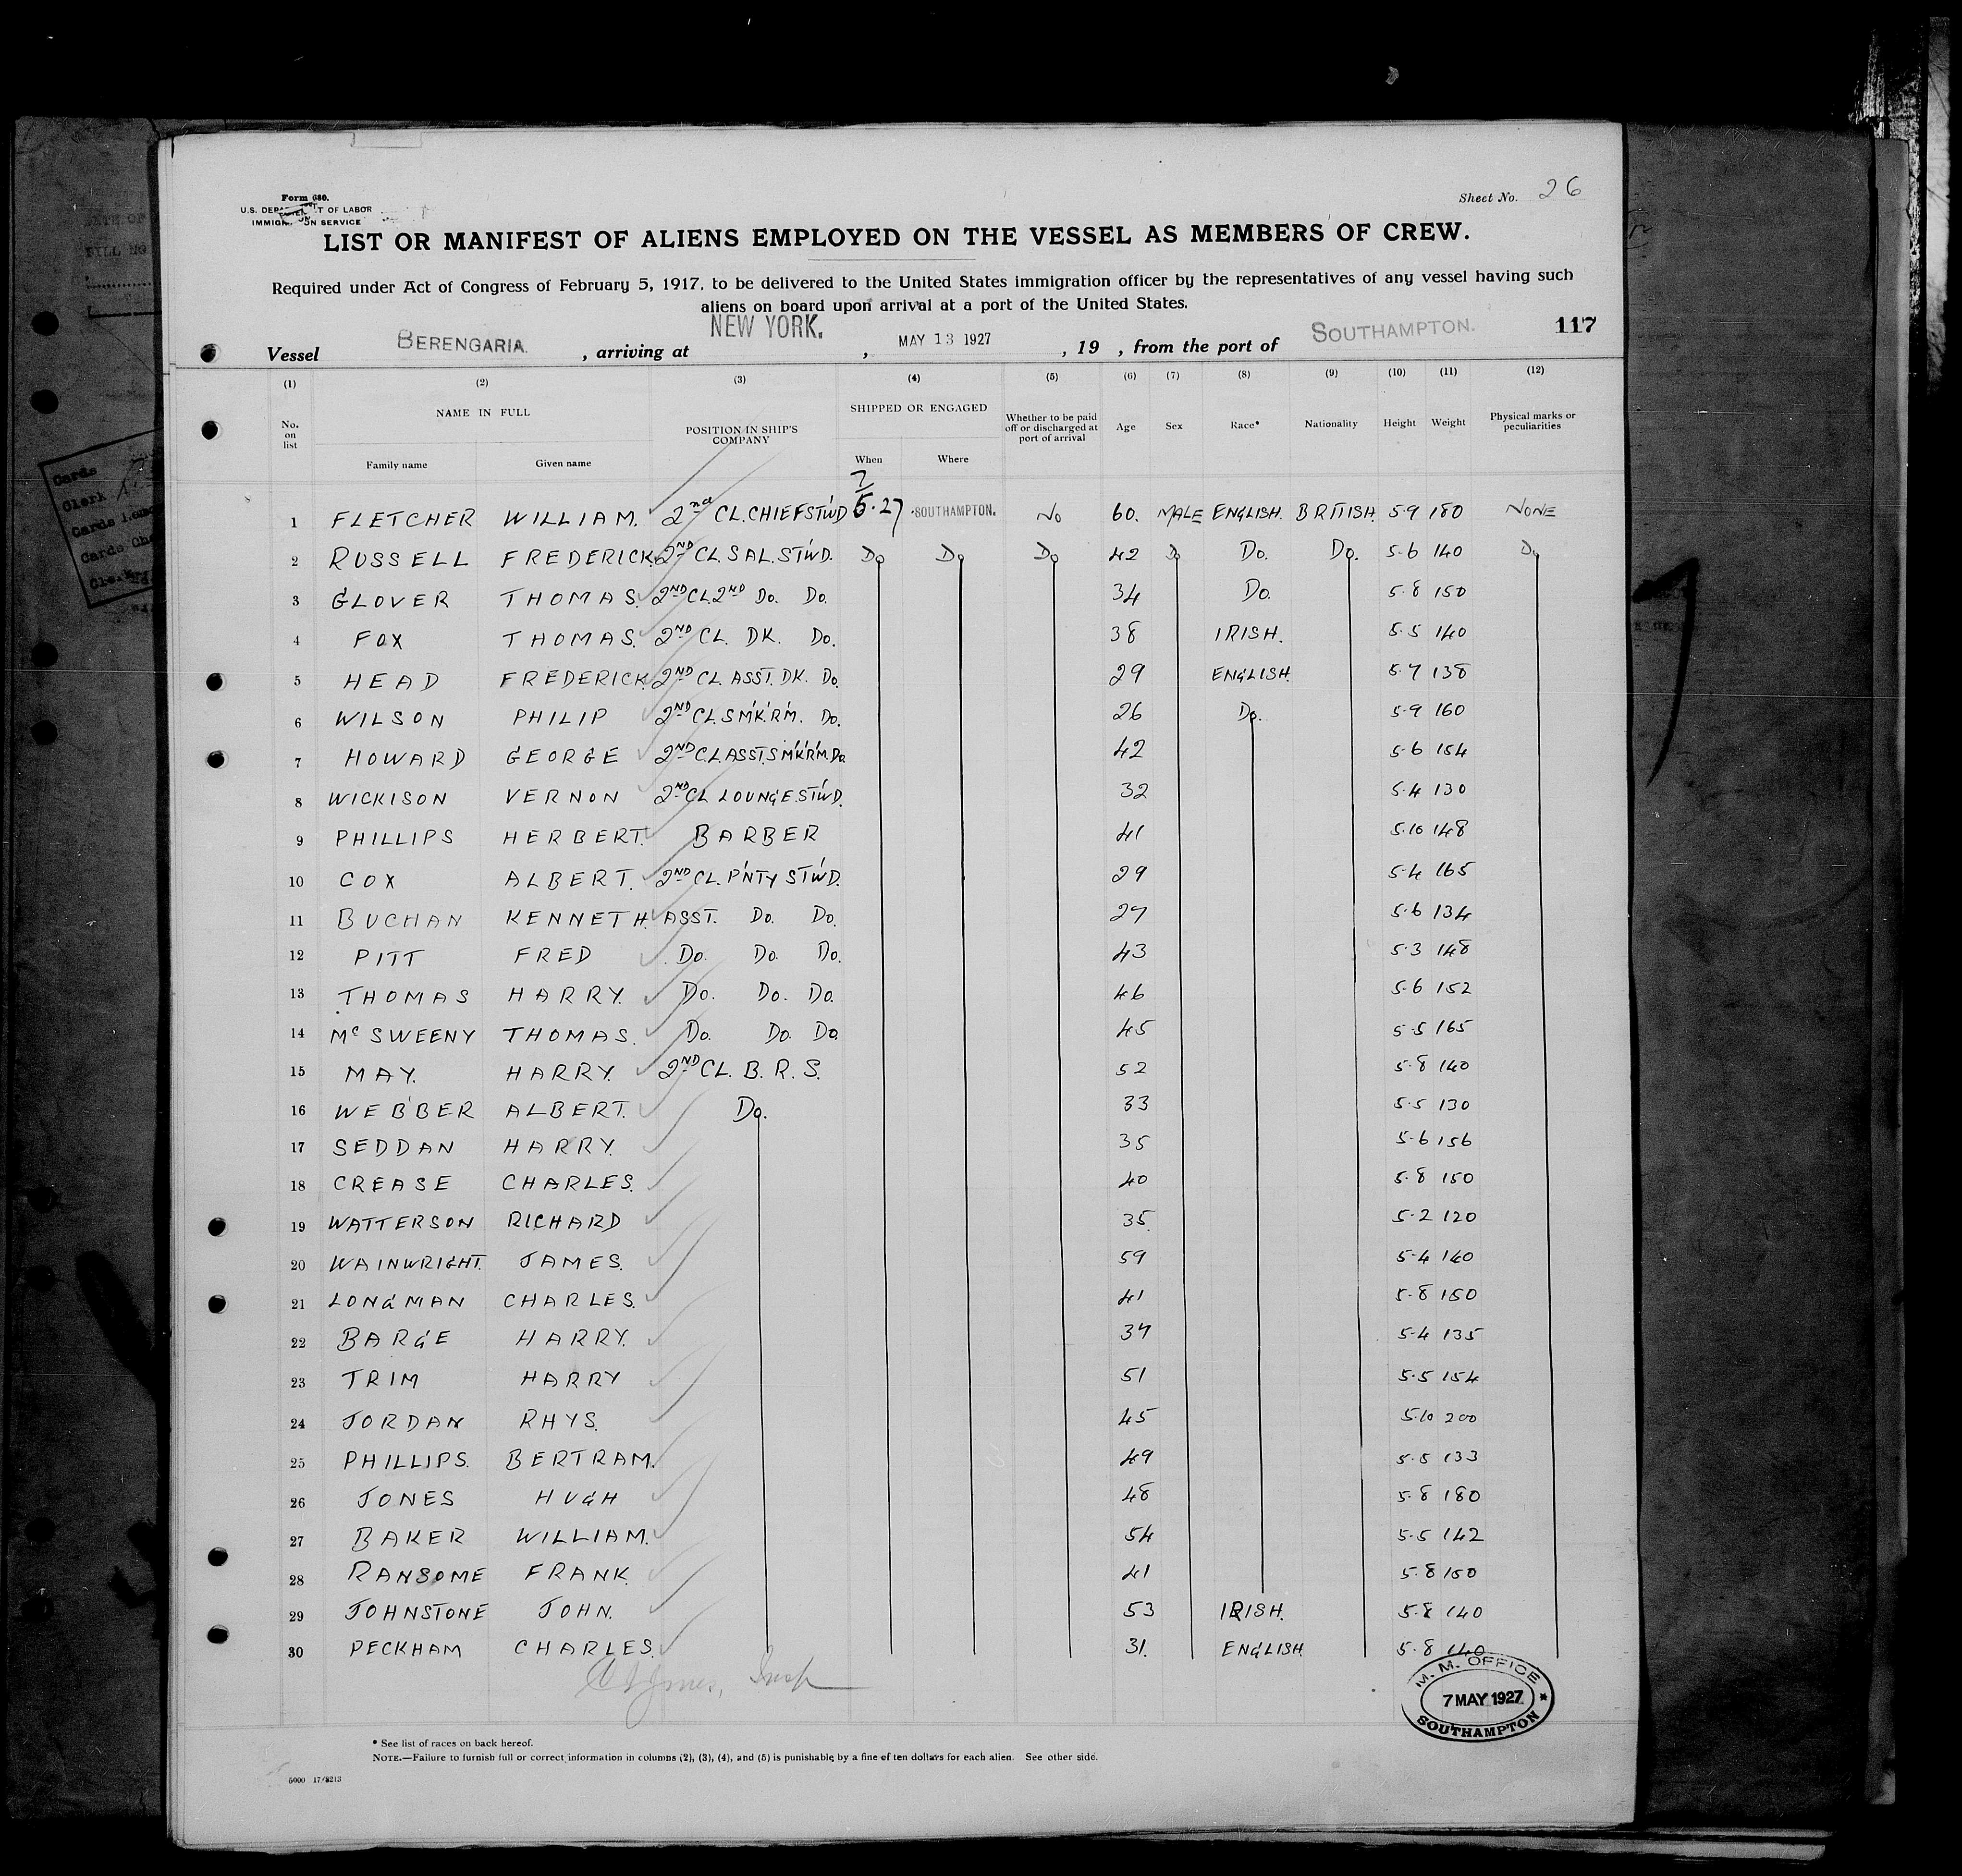 Form 680.
U.S. DEPARTMENT OF LABOR
IMMIGRATION SERVICE
Sheet No. 26
LIST OR MANIFEST OF ALIENS EMPLOYED ON THE VESSEL AS MEMBERS OF CREW.
Required under Act of Congress of February 5, 1917, to be delivered to the United States immigration officer by the representatives of any vessel having such
aliens on board upon arrival at a port of the United States.
Vessel BERENGARIA, arriving at NEW YORK., MAY 13 1927, 19 , from the port of SOUTHAMPTON. 117
(1) (2) (3) (4) (5) (6) (7) (8) (9) (10) (11) (12)
No. on list NAME IN FULL Family name Given name POSITION IN SHIP'S COMPANY SHIPPED OR ENGAGED When Where Whether to be paid off or discharged at port of arrival Age Sex Race* Nationality Height Weight Physical marks or peculiarities
1 FLETCHER WILLIAM. 2nd CL. CHIEF ST'W'D 7/5.27 SOUTHAMPTON. No 60. MALE ENGLISH. BRITISH. 5.9 180 NONE
2 RUSSELL FREDERICK 2ND CL. SAL. ST'W'D. Do Do Do 42 Do Do. Do. 5.6 140 Do
3 GLOVER THOMAS. 2ND CL 2ND Do. Do. 34 Do. 5.8 150
4 FOX THOMAS. 2ND CL. DK. Do. 38 IRISH. 5.5 140
5 HEAD FREDERICK 2ND CL. ASST. DK. Do. 29 ENGLISH. 5.7 138
6 WILSON PHILIP 2ND CL. SM'K. R'M. Do. 26 Do. 5.9 160
7 HOWARD GEORGE 2ND CL ASST. SM'K R'M. Do. 42 5.6 154
8 WICKISON VERNON 2ND CL LOUNGE. ST'W'D. 32 5.4 130
9 PHILLIPS HERBERT. BARBER 41 5.10 148
10 COX ALBERT. 2ND CL. P'NTY ST'W'D. 29 5.4 165
11 BUCHAN KENNETH. ASST. Do. Do. 27 5.6 134
12 PITT FRED Do. Do. Do. 43 5.3 148
13 THOMAS HARRY. Do. Do. Do. 46 5.6 152
14 McSWEENY THOMAS. Do. Do. Do. 45 5.5 165
15 MAY. HARRY. 2ND CL. B. R. S. 52 5.8 140
16 WEBBER ALBERT. Do. 33 5.5 130
17 SEDDAN HARRY. 35 5.6 156
18 CREASE CHARLES. 40 5.8 150
19 WATTERSON RICHARD 35. 5.2 120
20 WAINWRIGHT. JAMES. 59 5.4 140
21 LONGMAN CHARLES. 41 5.8 150
22 BARGE HARRY. 37 5.4 135
23 TRIM HARRY 51 5.5 154
24 JORDAN RHYS. 45 5.10 200
25 PHILLIPS. BERTRAM. 49 5.5 133
26 JONES HUGH 48 5.8 180
27 BAKER WILLIAM. 54 5.5 142
28 RANSOME FRANK. 41 5.8 150
29 JOHNSTONE JOHN. 53 IRISH. 5.8 140
30 PECKHAM CHARLES. 31. ENGLISH. 5.8 140
Jones, Insp
M. M. OFFICE
7 MAY 1927
SOUTHAMPTON
* See list of races on back hereof.
NOTE.—Failure to furnish full or correct information in columns (2), (3), (4), and (5) is punishable by a fine of ten dollars for each alien. See other side.
5000 17/8213
Cards
Clerk